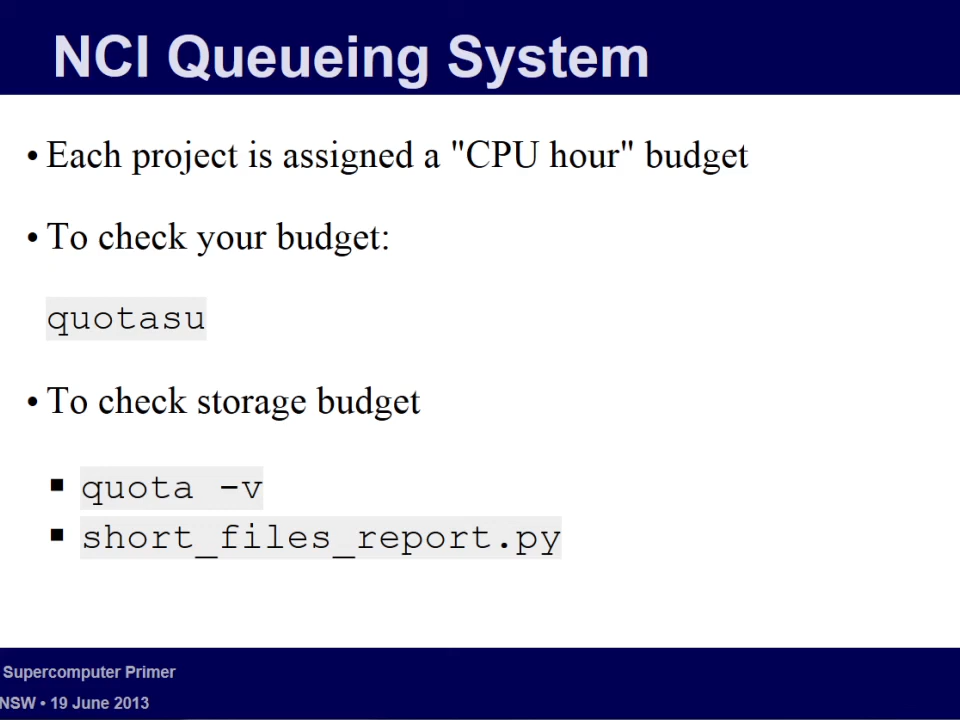 NCI Queueing System
• Each project is assigned a "CPU hour" budget
• To check your budget:
quotasu
• To check storage budget
▪ quota -v
▪ short_files_report.py
Supercomputer Primer
NSW • 19 June 2013